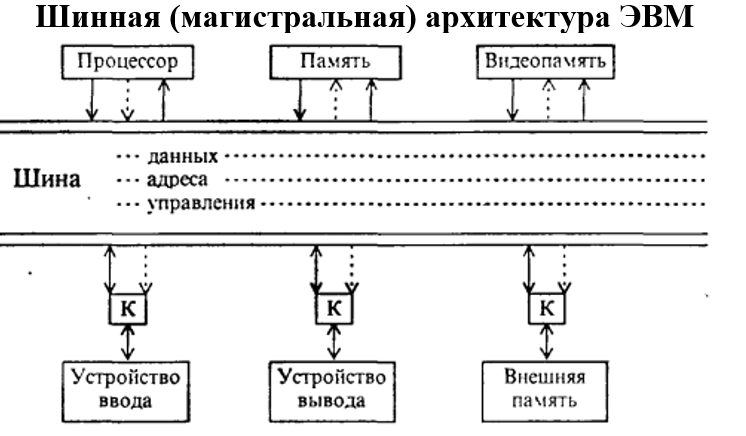 Шинная (магистральная) архитектура ЭВМ
Процессор
Память
Видеопамять
Шина
данных
адреса
управления
К
К
К
Устройство
ввода
Устройство
вывода
Внешняя
память